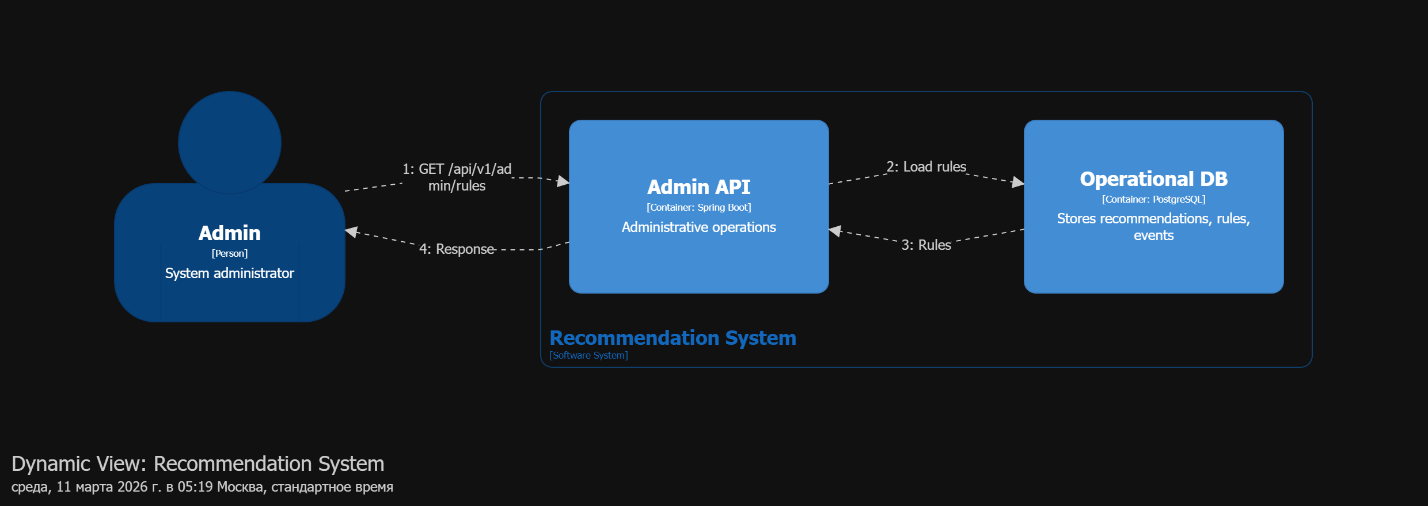 Admin
[Person]
System administrator
1: GET /api/v1/ad
min/rules
4: Response
Admin API
[Container: Spring Boot]
Administrative operations
2: Load rules
3: Rules
Operational DB
[Container: PostgreSQL]
Stores recommendations, rules,
events
Recommendation System
[Software System]
Dynamic View: Recommendation System
среда, 11 марта 2026 г. в 05:19 Москва, стандартное время